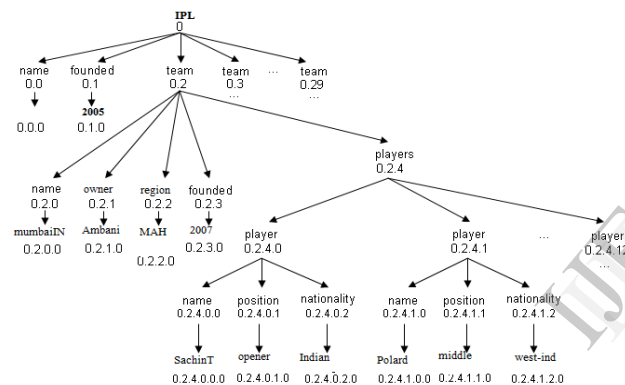 IPL
0
name founded team team ... team
0.0 0.1 0.2 0.3 0.29
... ...
2005
0.0.0 0.1.0
players
0.2.4
name owner region founded
0.2.0 0.2.1 0.2.2 0.2.3
mumbaiIN Ambani MAH 2007
0.2.0.0 0.2.1.0 0.2.2.0 0.2.3.0
player player ... player
0.2.4.0 0.2.4.1 0.2.4.12
...
name position nationality name position nationality
0.2.4.0.0 0.2.4.0.1 0.2.4.0.2 0.2.4.1.0 0.2.4.1.1 0.2.4.1.2
SachinT opener Indian Polard middle west-ind
0.2.4.0.0.0 0.2.4.0.1.0 0.2.4.0.2.0 0.2.4.1.0.0 0.2.4.1.1.0 0.2.4.1.2.0